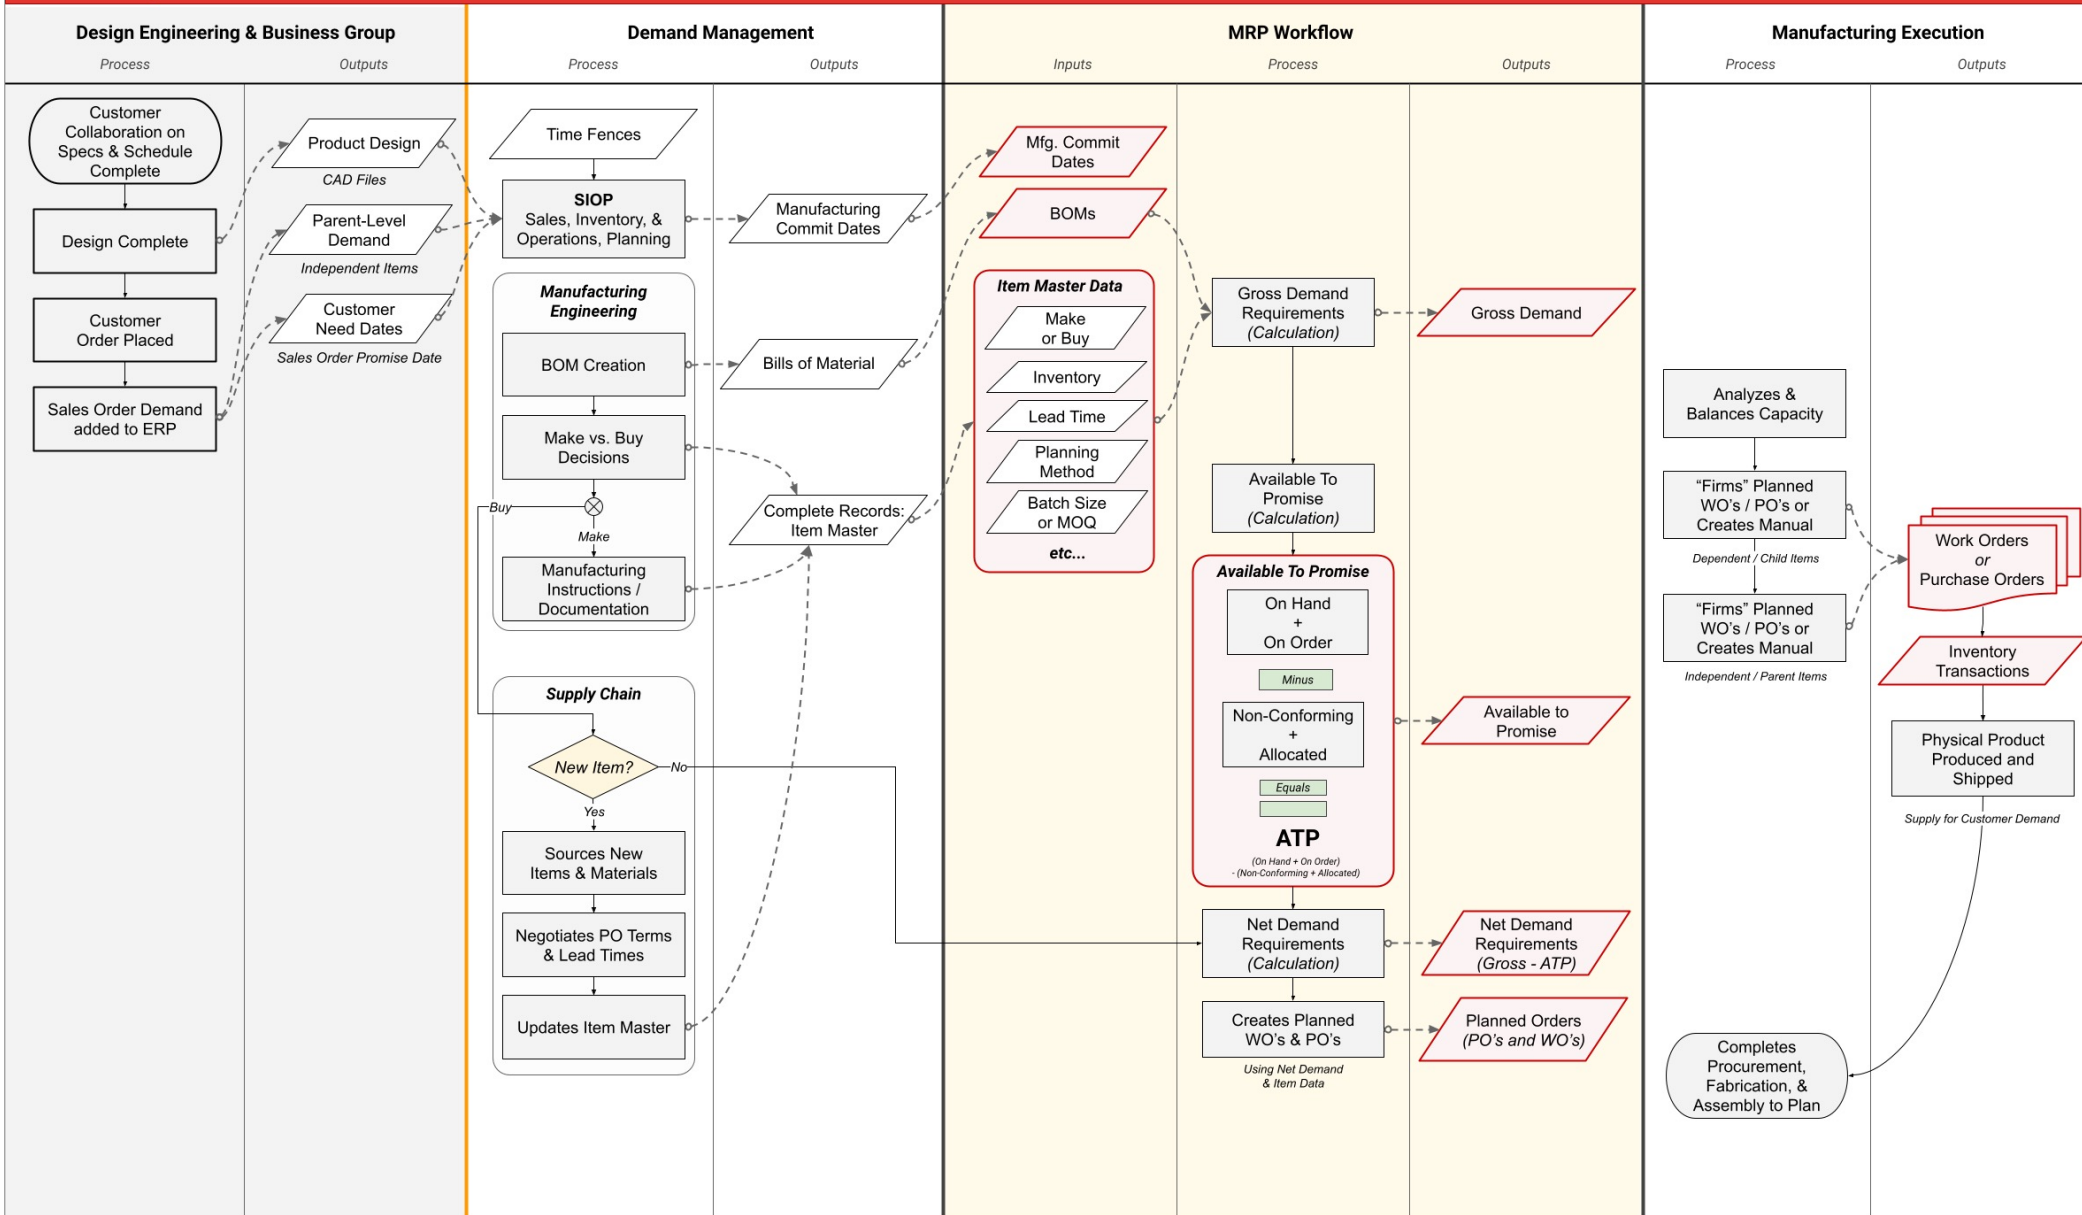 Design Engineering & Business Group
Process
Outputs
Customer
Collaboration on
Specs & Schedule
Complete
Design Complete
Customer
Order Placed
Sales Order Demand
added to ERP
Product Design
CAD Files
Parent-Level
Demand
Independent Items
Customer
Need Dates
Sales Order Promise Date
Demand Management
Process
Outputs
Time Fences
SIOP
Sales, Inventory, &
Operations, Planning
Manufacturing
Commit Dates
Manufacturing
Engineering
BOM Creation
Bills of Material
Make vs. Buy
Decisions
Buy
Make
Complete Records:
Item Master
Manufacturing
Instructions /
Documentation
Supply Chain
New Item?
No
Yes
Sources New
Items & Materials
Negotiates PO Terms
& Lead Times
Updates Item Master
MRP Workflow
Inputs
Process
Outputs
Mfg. Commit
Dates
BOMs
Item Master Data
Make
or Buy
Inventory
Lead Time
Planning
Method
Batch Size
or MOQ
etc...
Gross Demand
Requirements
(Calculation)
Gross Demand
Available To
Promise
(Calculation)
Available To Promise
On Hand
+
On Order
Minus
Non-Conforming
+
Allocated
Equals
ATP
(On Hand + On Order)
- (Non-Conforming + Allocated)
Available to
Promise
Net Demand
Requirements
(Calculation)
Net Demand
Requirements
(Gross - ATP)
Creates Planned
WO's & PO's
Using Net Demand
& Item Data
Planned Orders
(PO's and WO's)
Manufacturing Execution
Process
Outputs
Analyzes &
Balances Capacity
“Firms” Planned
WO’s / PO’s or
Creates Manual
Dependent / Child Items
“Firms” Planned
WO’s / PO’s or
Creates Manual
Independent / Parent Items
Work Orders
or
Purchase Orders
Inventory
Transactions
Physical Product
Produced and
Shipped
Supply for Customer Demand
Completes
Procurement,
Fabrication, &
Assembly to Plan